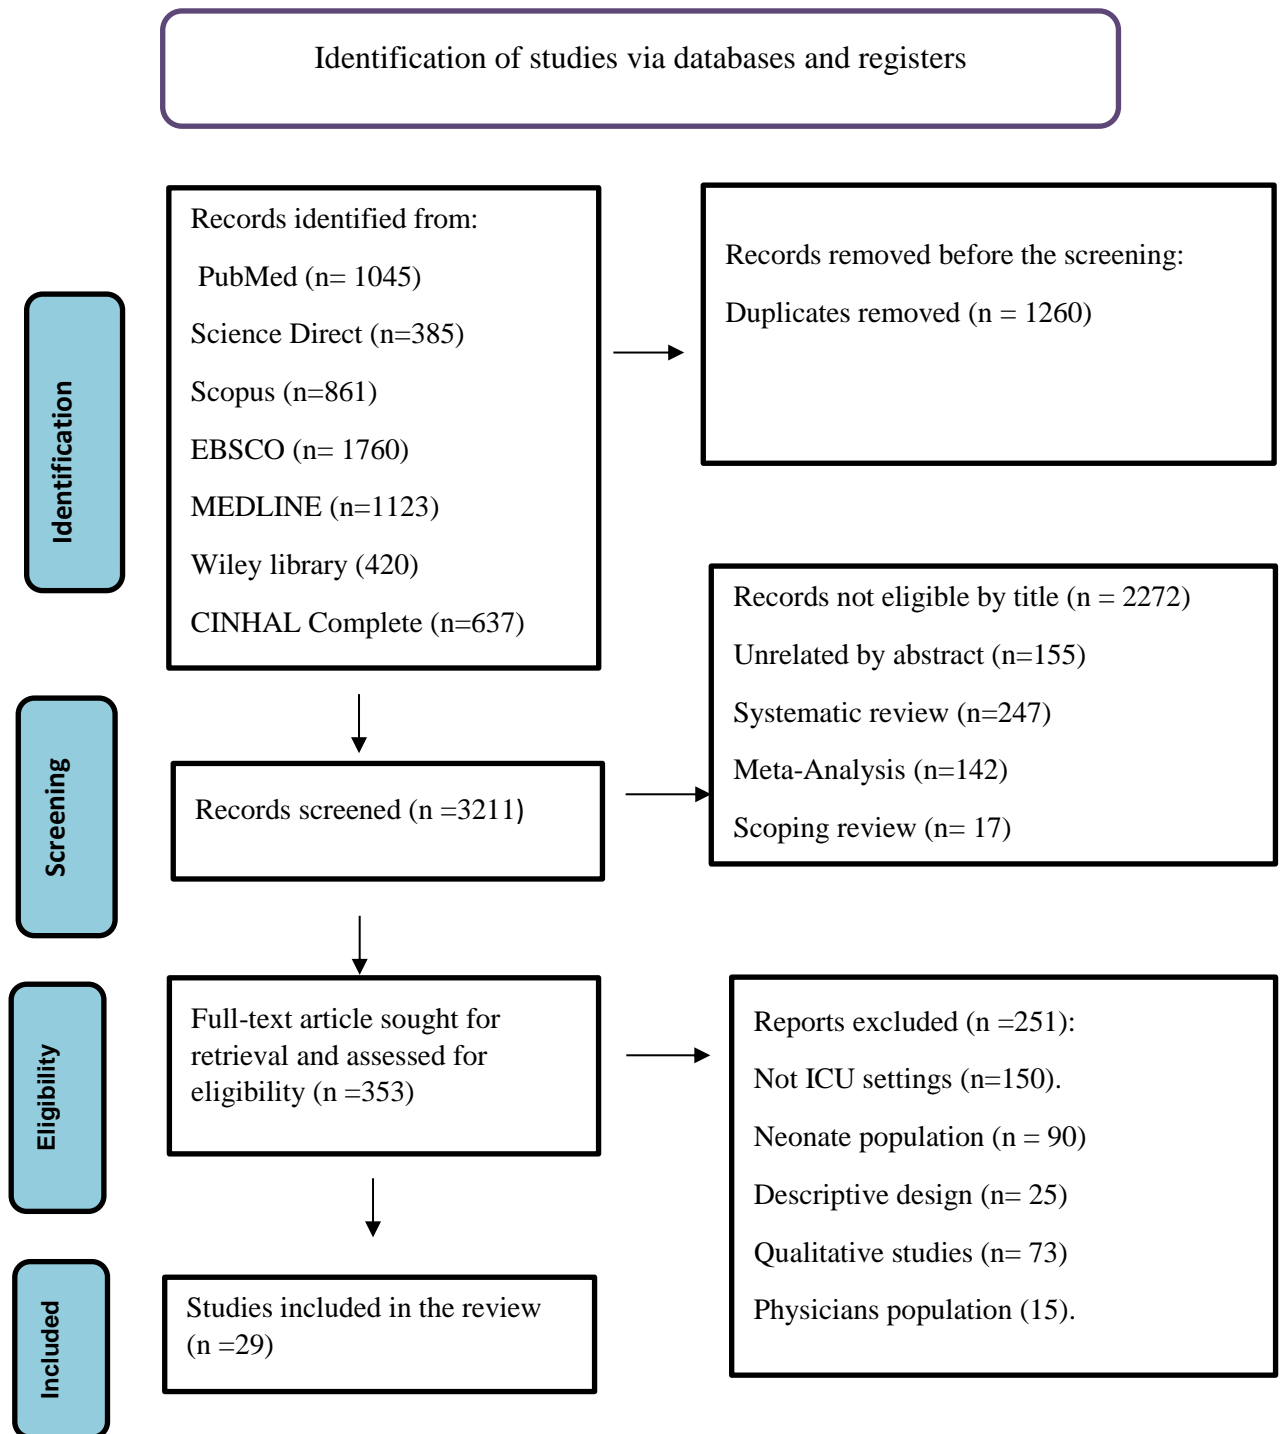 Identification of studies via databases and registers
Records identified from:
PubMed (n= 1045)
Science Direct (n=385)
Scopus (n=861)
EBSCO (n= 1760)
MEDLINE (n=1123)
Wiley library (420)
CINHAL Complete (n=637)
Records removed before the screening:
Duplicates removed (n = 1260)
Identification
Records not eligible by title (n = 2272)
Unrelated by abstract (n=155)
Systematic review (n=247)
Meta-Analysis (n=142)
Scoping review (n= 17)
Screening
Records screened (n =3211)
Eligibility
Full-text article sought for
retrieval and assessed for
eligibility (n =353)
Reports excluded (n =251):
Not ICU settings (n=150).
Neonate population (n = 90)
Descriptive design (n= 25)
Qualitative studies (n= 73)
Physicians population (15).
Included
Studies included in the review
(n =29)